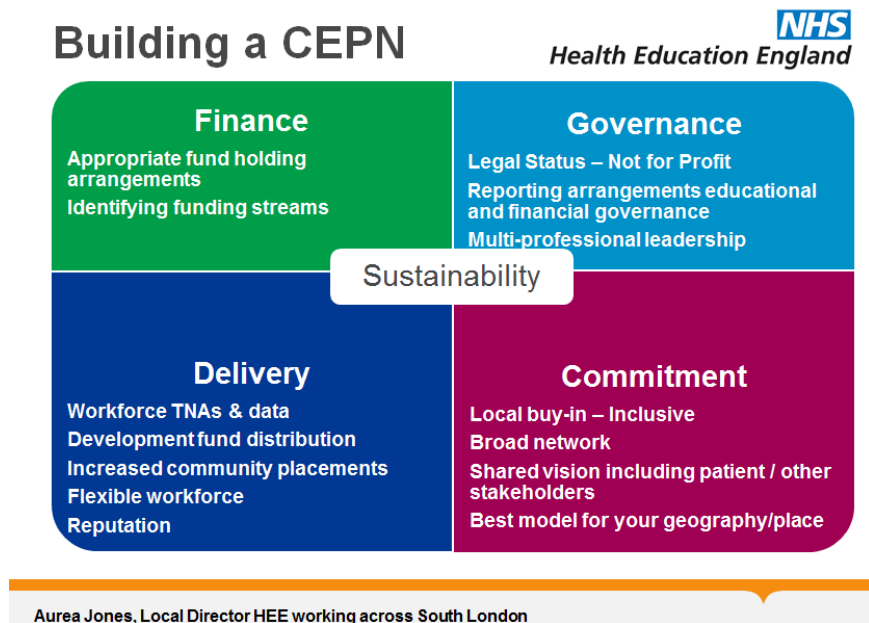 Building a CEPN
NHS
Health Education England
Finance
Appropriate fund holding
arrangements
Identifying funding streams
Governance
Legal Status – Not for Profit
Reporting arrangements educational
and financial governance
Multi-professional leadership
Sustainability
Delivery
Workforce TNAs & data
Development fund distribution
Increased community placements
Flexible workforce
Reputation
Commitment
Local buy-in – Inclusive
Broad network
Shared vision including patient / other
stakeholders
Best model for your geography/place
Aurea Jones, Local Director HEE working across South London